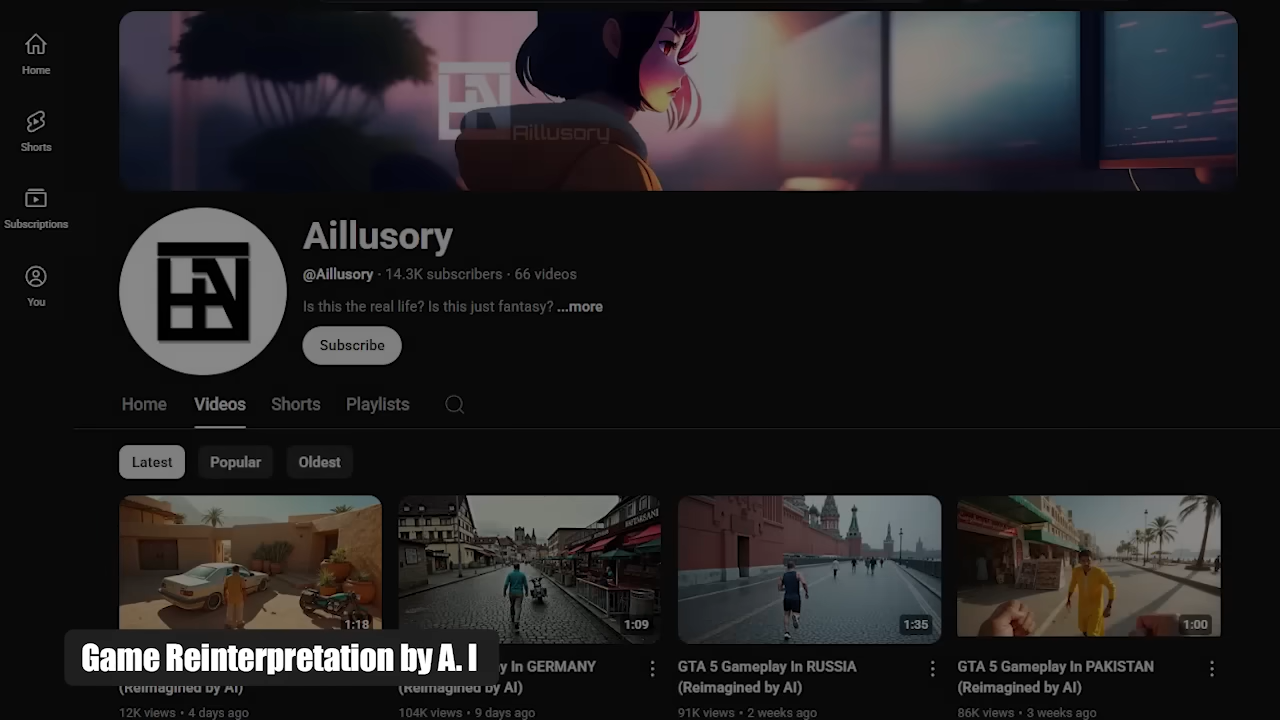 Home
Shorts
Subscriptions
You
Aillusory
Aillusory
@Aillusory · 14.3K subscribers · 66 videos
Is this the real life? Is this just fantasy? ...more
Subscribe
Home Videos Shorts Playlists
Latest Popular Oldest
1:18
1:09
1:35
1:00
Game Reinterpretation by A. I
(Reimagined by AI)
12K views • 4 days ago
y In GERMANY
(Reimagined by AI)
104K views • 9 days ago
GTA 5 Gameplay In RUSSIA
(Reimagined by AI)
91K views • 2 weeks ago
GTA 5 Gameplay In PAKISTAN
(Reimagined by AI)
86K views • 3 weeks ago